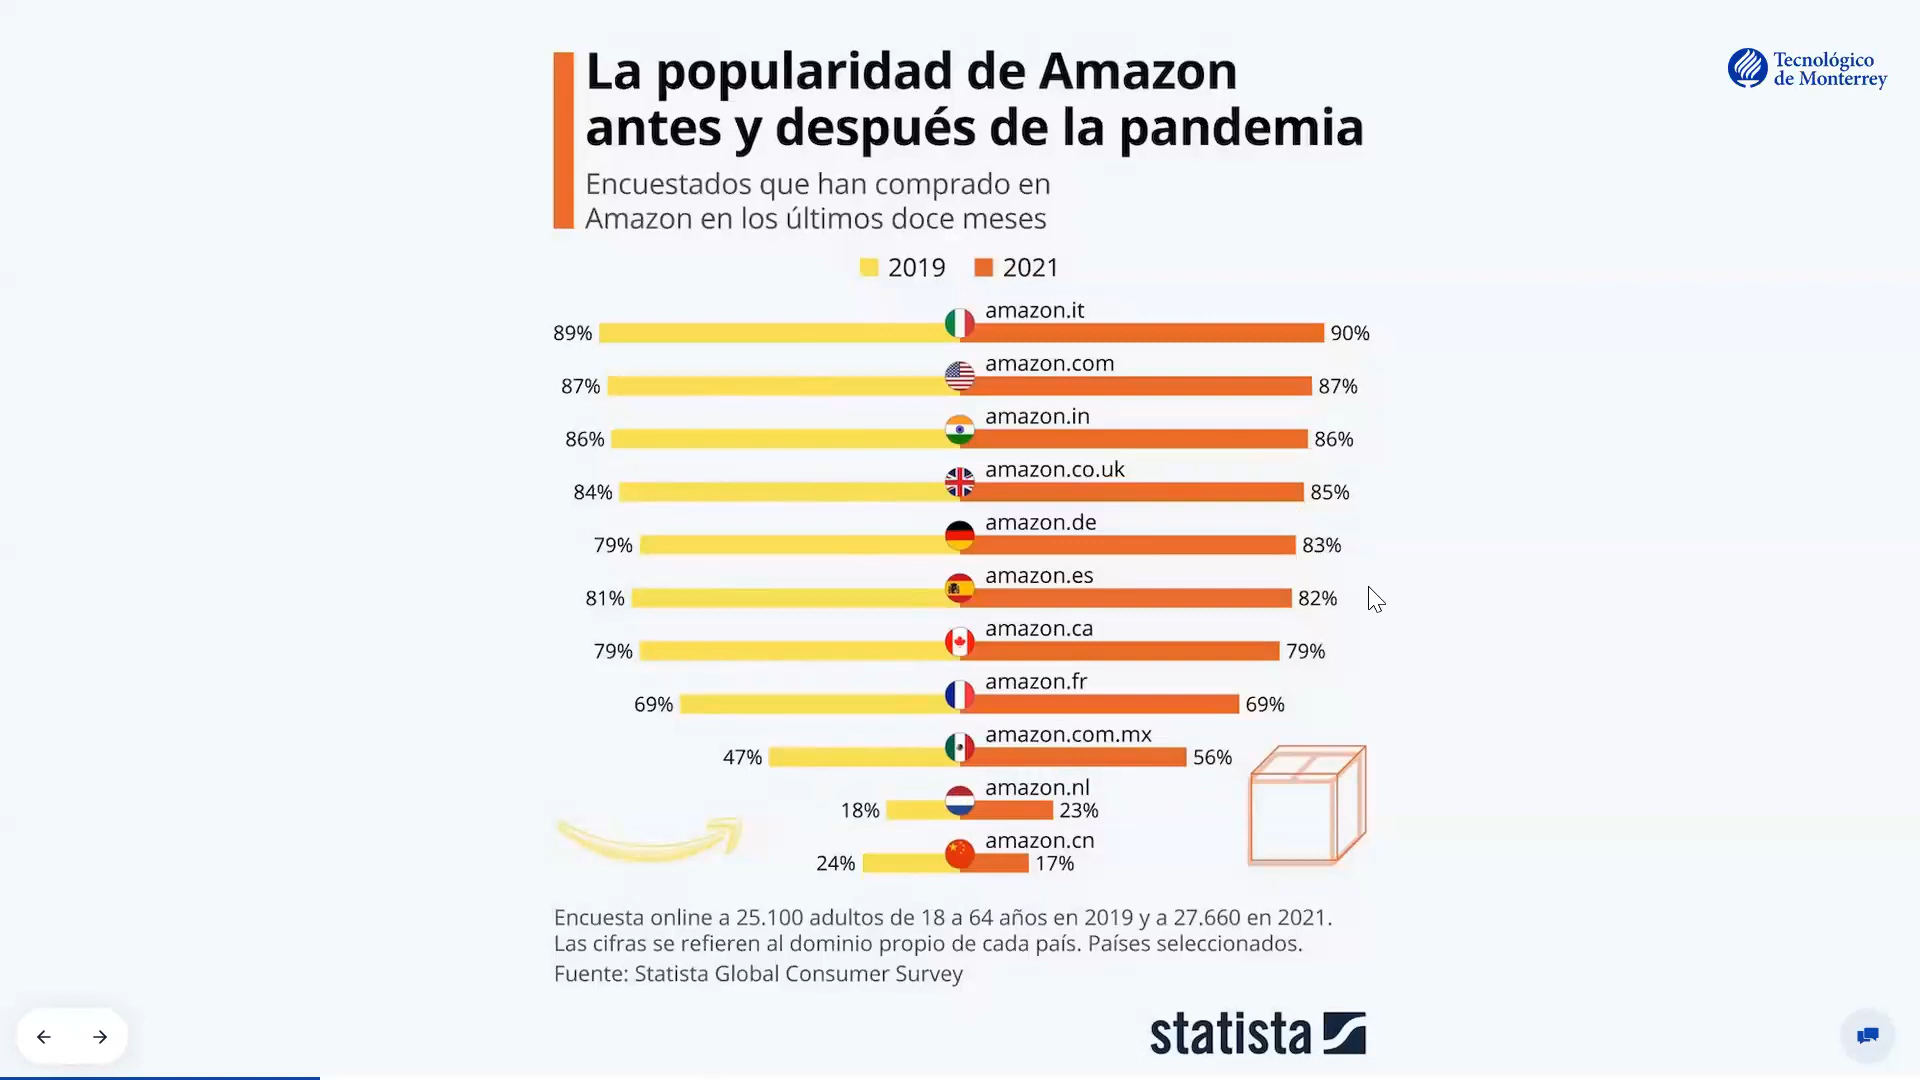 La popularidad de Amazon
antes y después de la pandemia
Tecnológico
de Monterrey
Encuestados que han comprado en
Amazon en los últimos doce meses
2019 2021
amazon.it
89% 90%
amazon.com
87% 87%
amazon.in
86% 86%
amazon.co.uk
84% 85%
amazon.de
79% 83%
amazon.es
81% 82%
amazon.ca
79% 79%
amazon.fr
69% 69%
amazon.com.mx
47% 56%
amazon.nl
18% 23%
amazon.cn
24% 17%
Encuesta online a 25.100 adultos de 18 a 64 años en 2019 y a 27.660 en 2021.
Las cifras se refieren al dominio propio de cada país. Países seleccionados.
Fuente: Statista Global Consumer Survey
statista